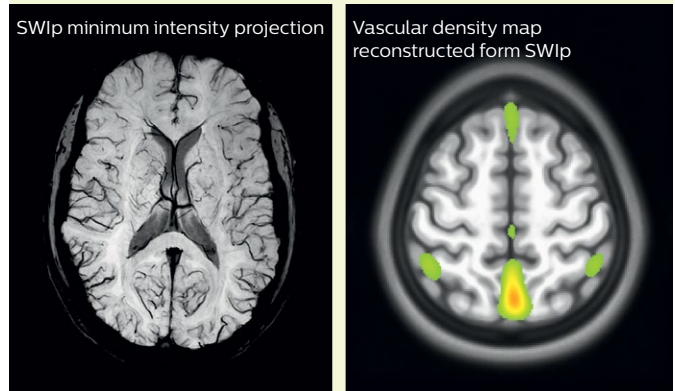 SWIp minimum intensity projection
Vascular density map
reconstructed form SWIp